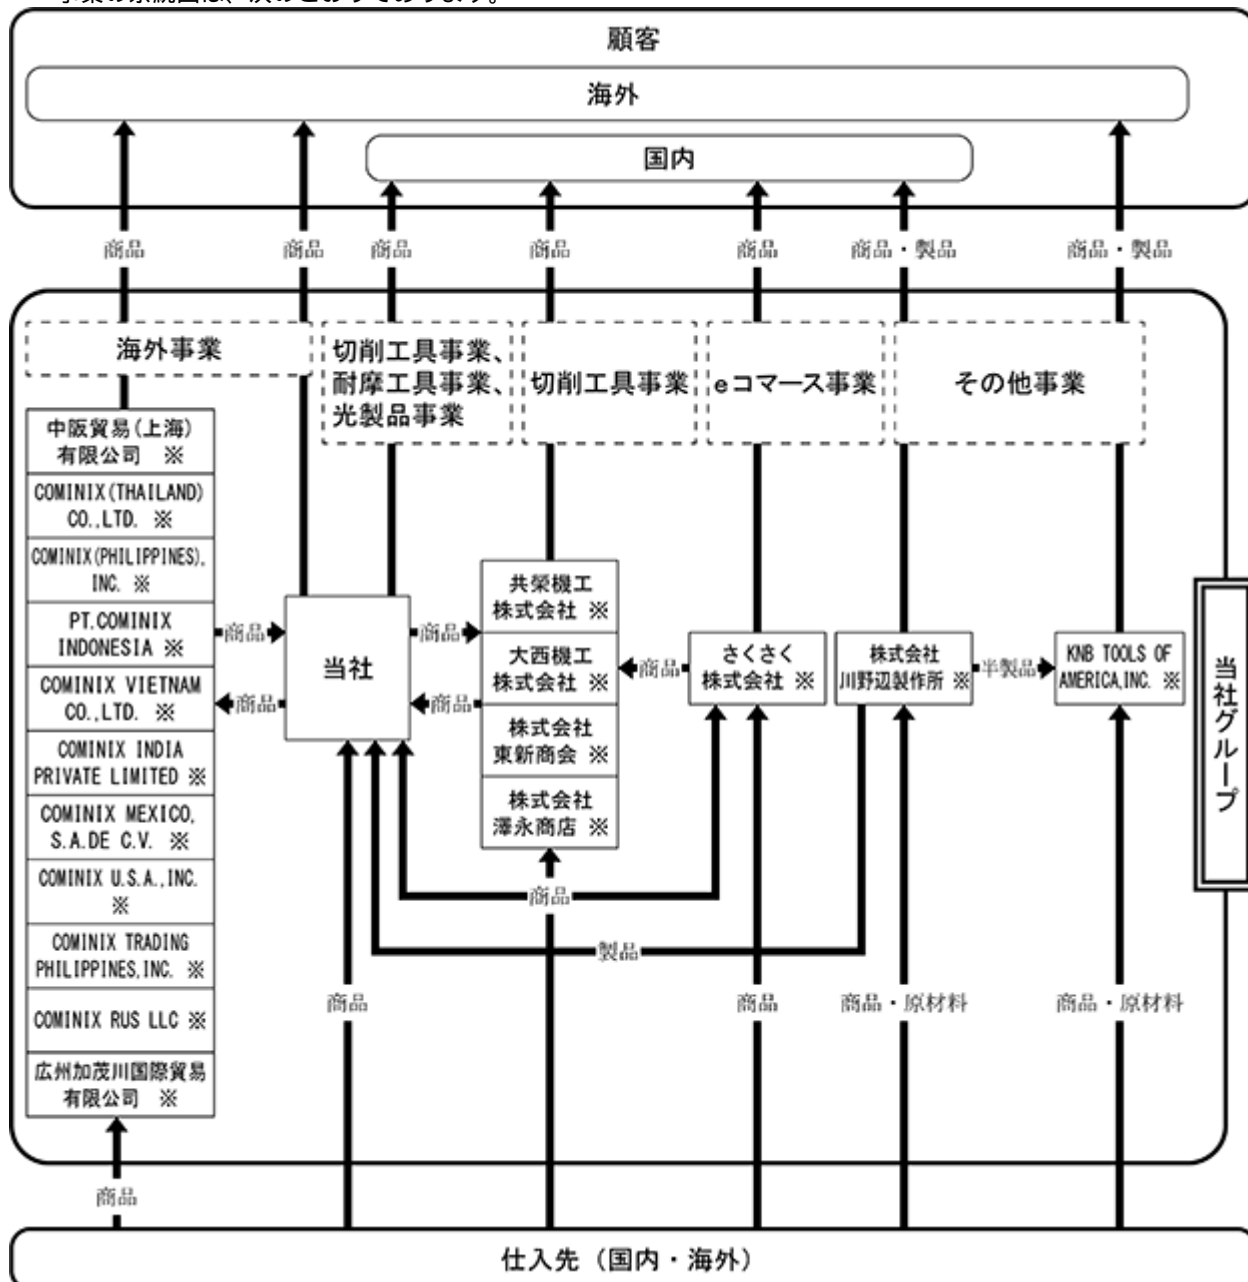 事業の系統図は、次のとおりであります。
顧客
海外
国内
商品
商品
商品
商品
商品
商品・製品
商品・製品
海外事業
切削工具事業、
耐摩工具事業、
光製品事業
切削工具事業
eコマース事業
その他事業
中阪貿易(上海)
有限公司 ※
COMINIX(THAILAND)
CO.,LTD. ※
COMINIX(PHILIPPINES),
INC. ※
PT.COMINIX
INDONESIA ※
COMINIX VIETNAM
CO.,LTD. ※
COMINIX INDIA
PRIVATE LIMITED ※
COMINIX MEXICO,
S.A.DE C.V. ※
COMINIX U.S.A.,INC.
※
COMINIX TRADING
PHILIPPINES,INC. ※
COMINIX RUS LLC ※
広州加茂川国際貿易
有限公司 ※
商品
商品
当社
商品
商品
共榮機工
株式会社 ※
大西機工
株式会社 ※
株式会社
東新商会 ※
株式会社
澤永商店 ※
商品
さくさく
株式会社 ※
株式会社
川野辺製作所 ※
半製品
KNB TOOLS OF
AMERICA,INC. ※
当社グループ
商品
製品
商品
商品
商品・原材料
商品・原材料
商品
仕入先（国内・海外）